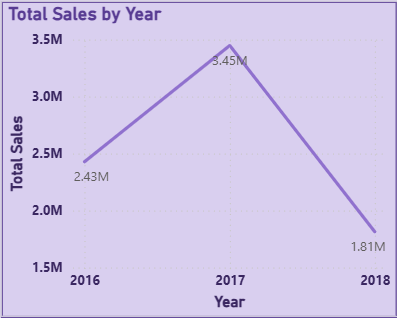 Total Sales by Year
3.5M
3.45M
3.0M
2.5M
2.43M
2.0M
1.81M
1.5M
Total Sales
2016
2017
2018
Year